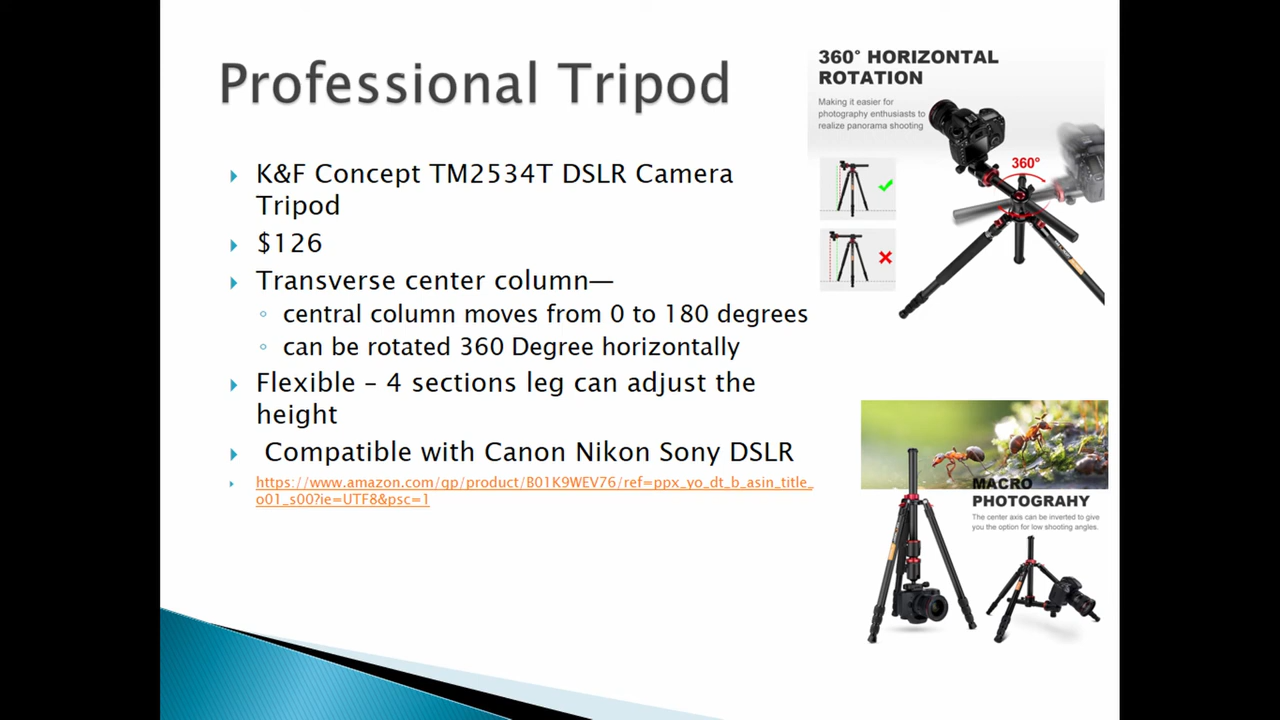 Professional Tripod
K&F Concept TM2534T DSLR Camera
Tripod
$126
Transverse center column—
central column moves from 0 to 180 degrees
can be rotated 360 Degree horizontally
Flexible – 4 sections leg can adjust the
height
Compatible with Canon Nikon Sony DSLR
https://www.amazon.com/gp/product/B01K9WEV76/ref=ppx_yo_dt_b_asin_title_
o01_s00?ie=UTF8&psc=1
360° HORIZONTAL
ROTATION
Making it easier for
photography enthusiasts to
realize panorama shooting
360°
MACRO
PHOTOGRAHY
The center axis can be inverted to give
you the option for low shooting angles.